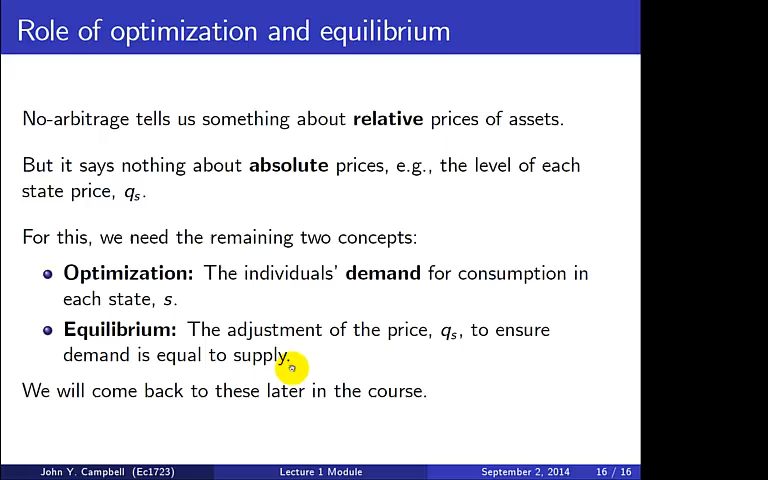 Role of optimization and equilibrium
No-arbitrage tells us something about relative prices of assets.
But it says nothing about absolute prices, e.g., the level of each
state price, qs.
For this, we need the remaining two concepts:
Optimization: The individuals' demand for consumption in
each state, s.
Equilibrium: The adjustment of the price, qs, to ensure
demand is equal to supply.
We will come back to these later in the course.
John Y. Campbell (Ec1723) Lecture 1 Module September 2, 2014 16 / 16